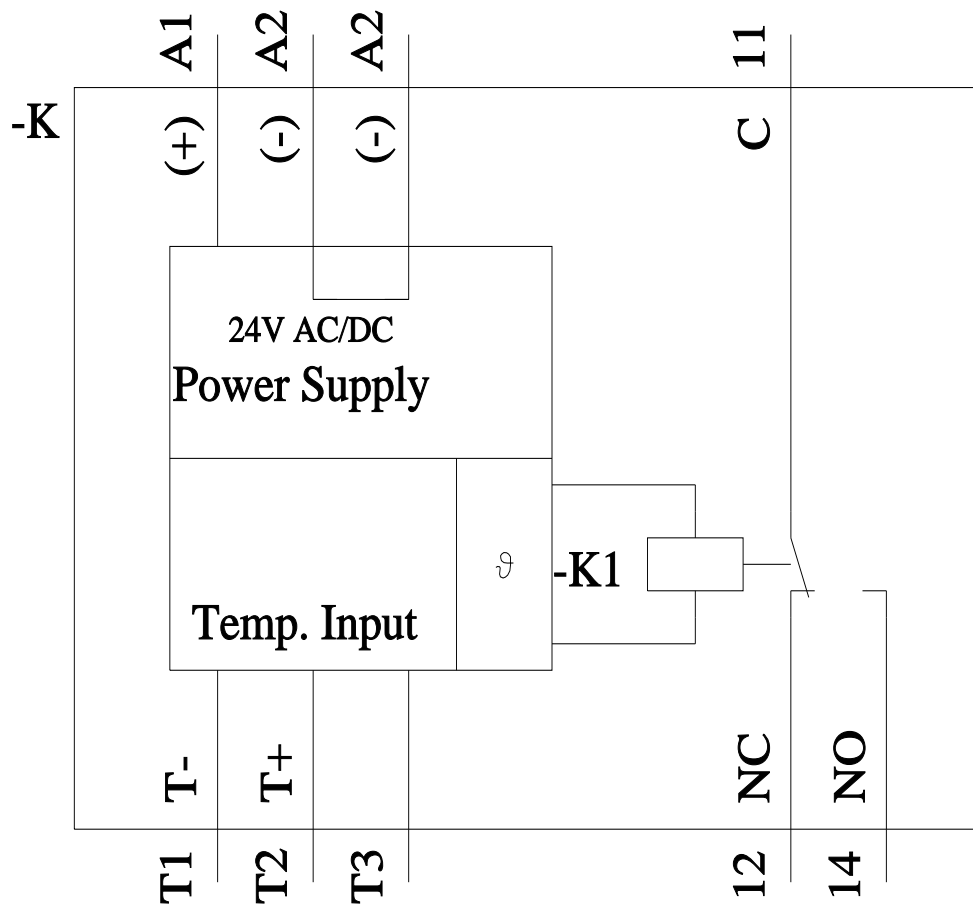 A1 A2 A2 11
-K
(+) (-) (-) C
24V AC/DC
Power Supply
ϑ -K1
Temp. Input
T- T+ NC NO
T1 T2 T3 12 14